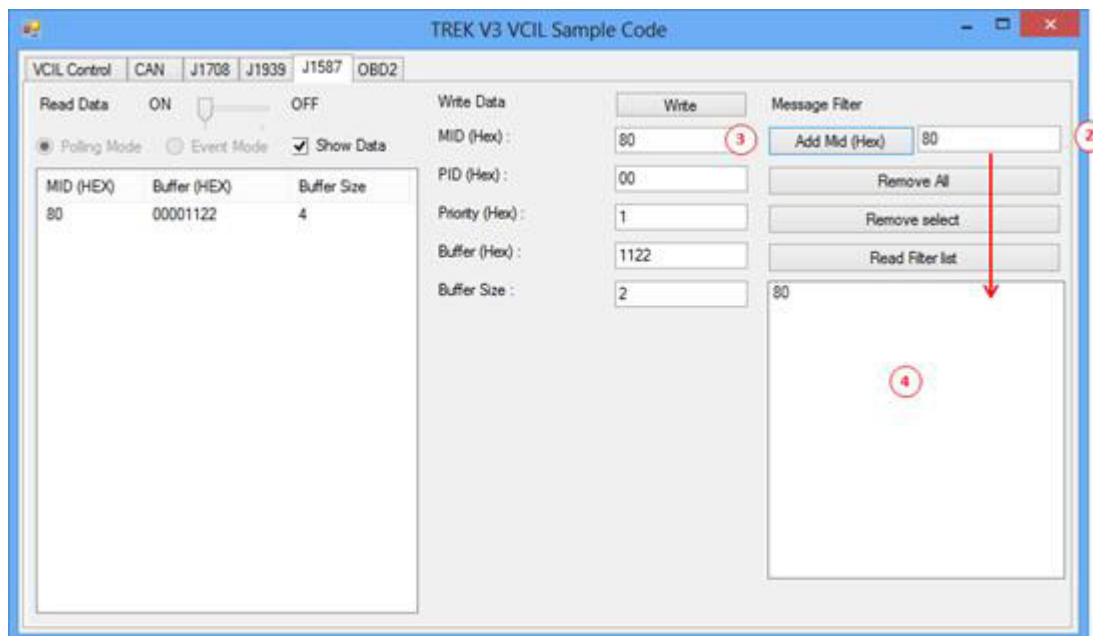 TREK V3 VCIL Sample Code
VCIL Control CAN J1708 J1939 J1587 OBD2
Read Data ON OFF
Polling Mode Event Mode Show Data
MID (HEX) Buffer (HEX) Buffer Size
80 00001122 4
Write Data Write
MID (Hex) : 80 3
PID (Hex) : 00
Priority (Hex) : 1
Buffer (Hex) : 1122
Buffer Size : 2
Message Filter
Add Mid (Hex) 80 2
Remove All
Remove select
Read Filter list
80
4